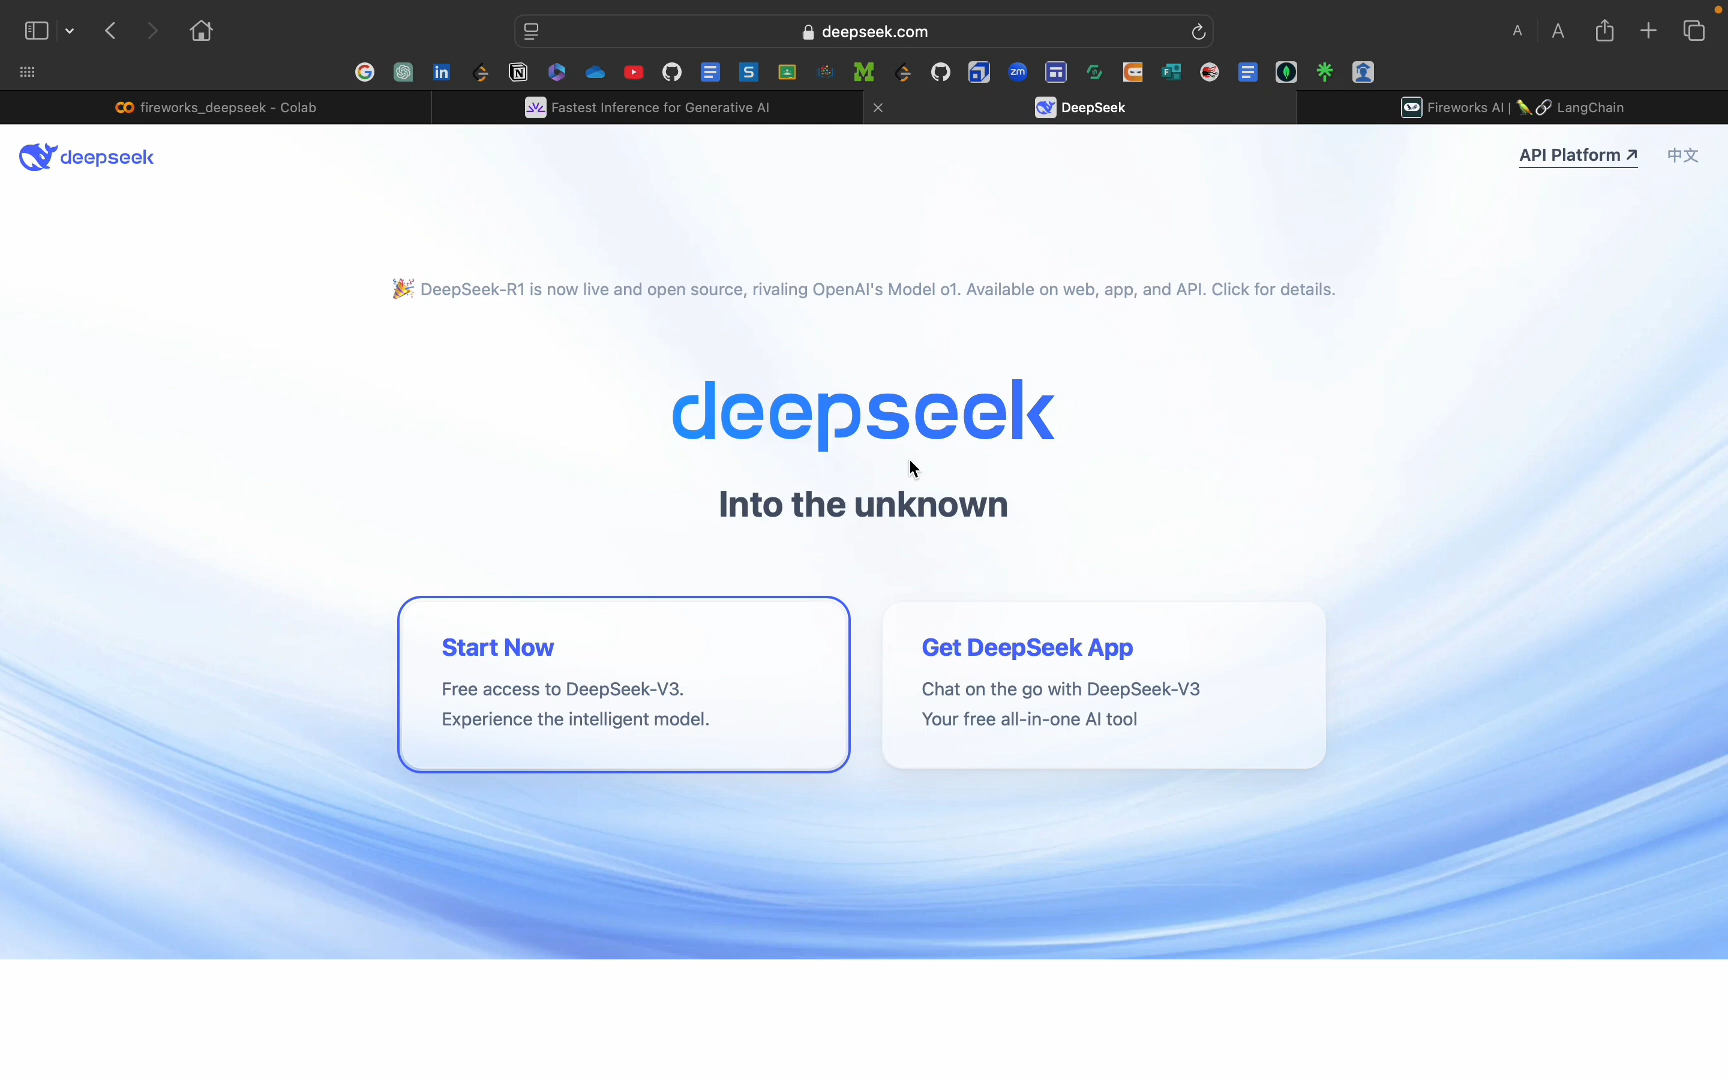 deepseek.com
A A
zm
fireworks_deepseek - Colab
Fastest Inference for Generative AI
DeepSeek
Fireworks AI | 🦜🔗 LangChain
deepseek
API Platform ↗
中文
🎉 DeepSeek-R1 is now live and open source, rivaling OpenAI's Model o1. Available on web, app, and API. Click for details.
deepseek
Into the unknown
Start Now
Free access to DeepSeek-V3.
Experience the intelligent model.
Get DeepSeek App
Chat on the go with DeepSeek-V3
Your free all-in-one AI tool